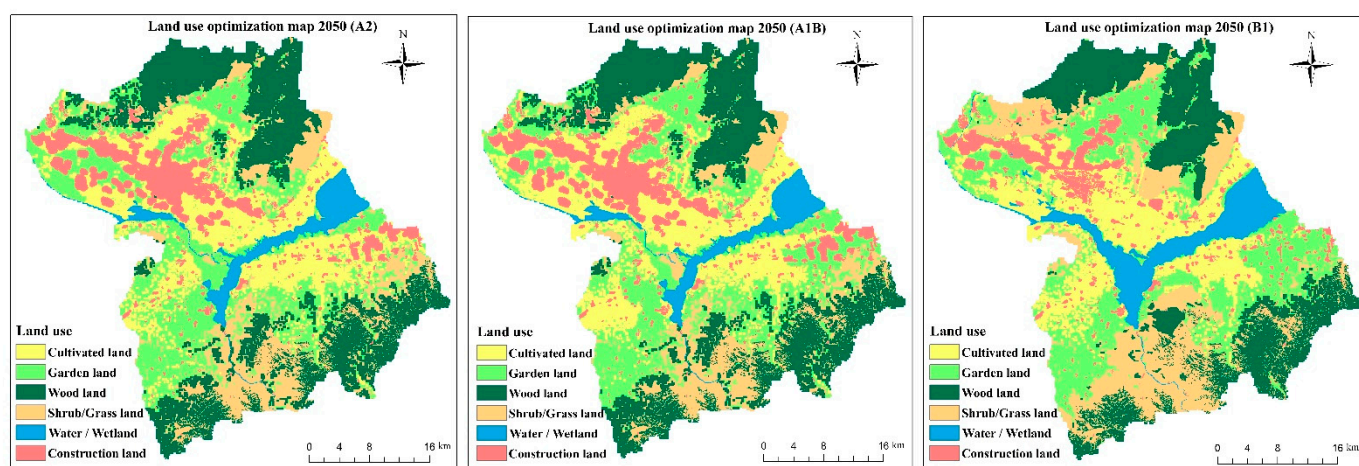 Land use optimization map 2050 (A2)
N
Land use
Cultivated land
Garden land
Wood land
Shrub/Grass land
Water / Wetland
Construction land
0 4 8 16 km
Land use optimization map 2050 (A1B)
N
Land use
Cultivated land
Garden land
Wood land
Shrub/Grass land
Water / Wetland
Construction land
0 4 8 16 km
Land use optimization map 2050 (B1)
N
Land use
Cultivated land
Garden land
Wood land
Shrub/Grass land
Water / Wetland
Construction land
0 4 8 16 km